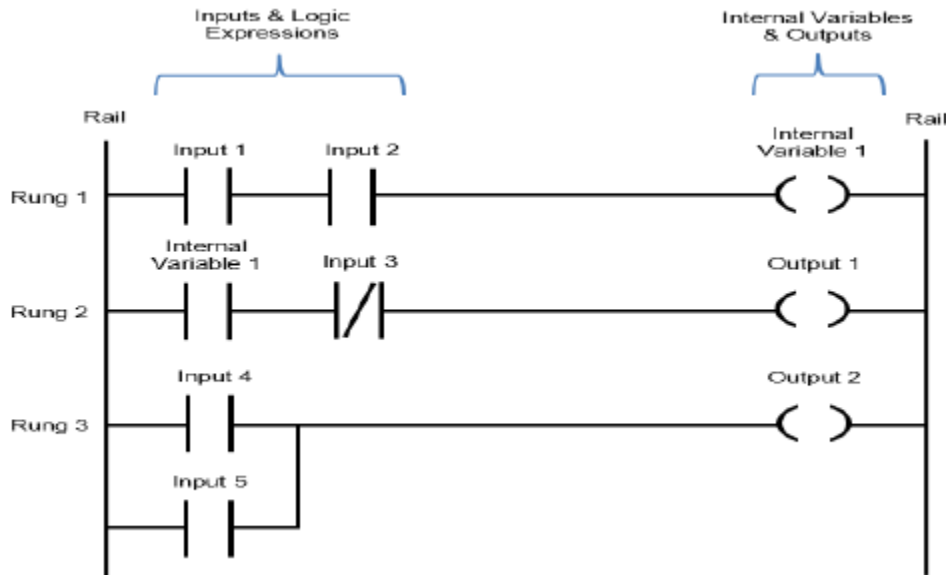 Inputs & Logic
Expressions
Internal Variables
& Outputs
Rail
Rail
Input 1
Input 2
Internal
Variable 1
Rung 1
Internal
Variable 1
Input 3
Output 1
Rung 2
Input 4
Output 2
Rung 3
Input 5